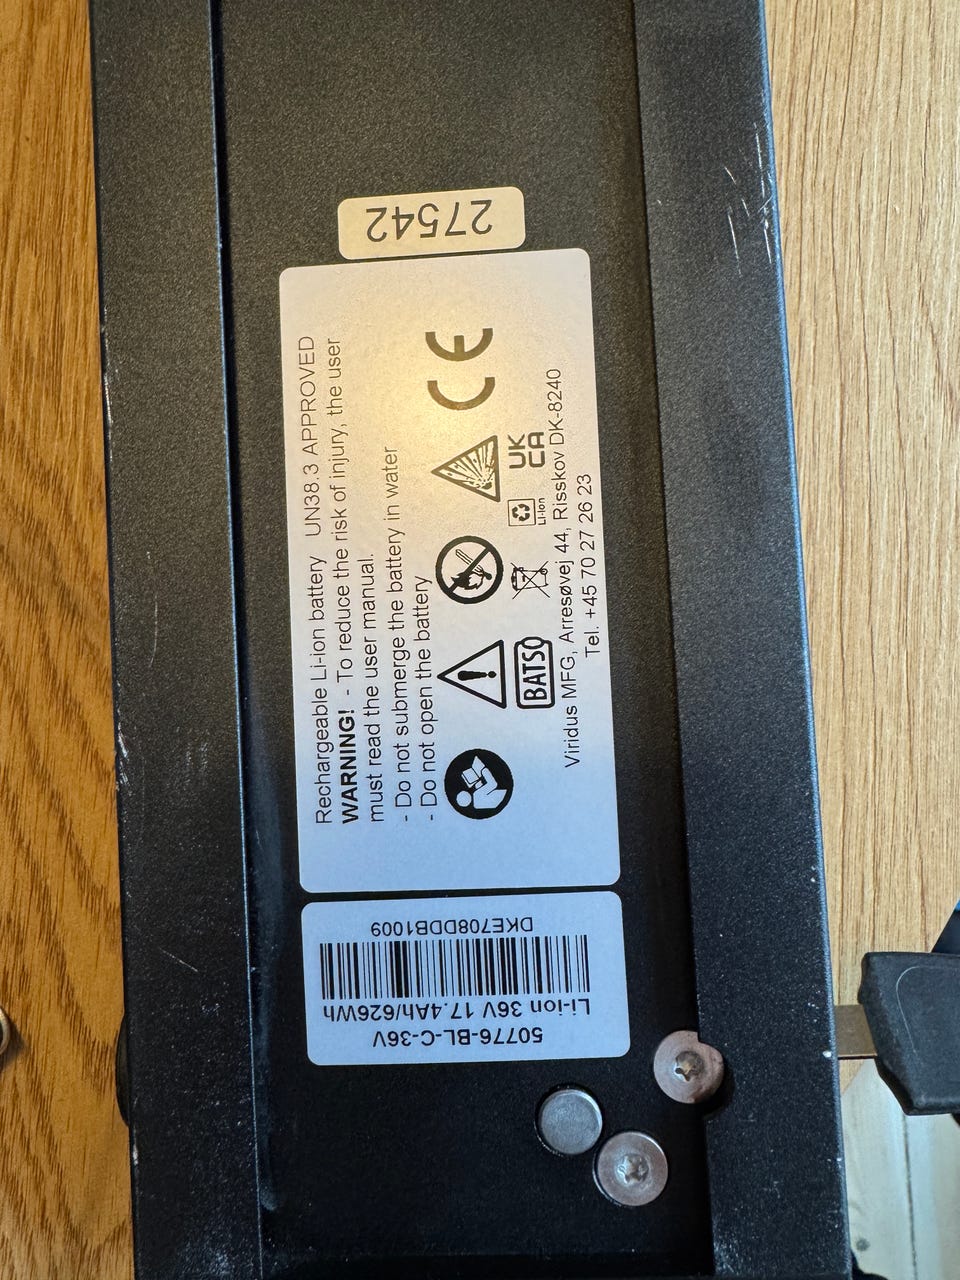 27542
Rechargeable Li-ion battery UN38.3 APPROVED
WARNING! - To reduce the risk of injury, the user
must read the user manual.
- Do not submerge the battery in water
- Do not open the battery
CE
BATSO
Li-ion
UK
CA
Viridus MFG, Arresøvej 44, Risskov DK-8240
Tel. +45 70 27 26 23
50776-BL-C-36V
Li-ion 36V 17.4Ah/626Wh
DKE708DDB1009